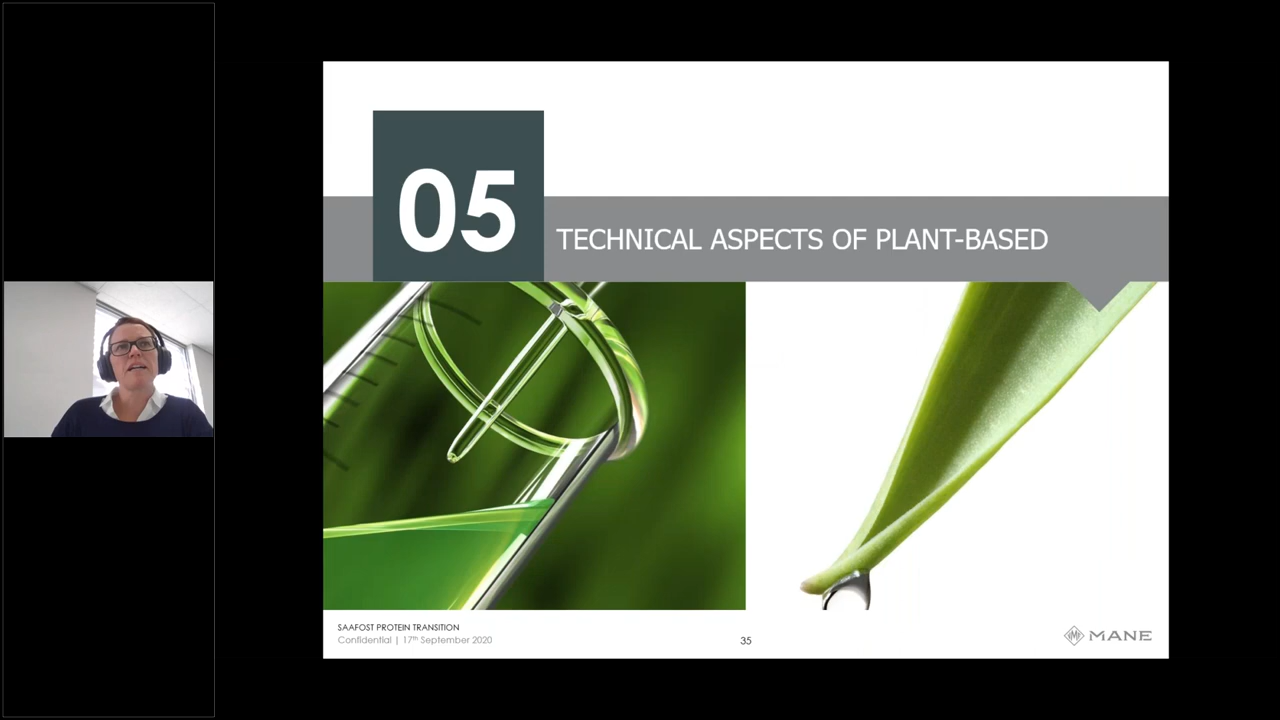 05
TECHNICAL ASPECTS OF PLANT-BASED
SAAFOST PROTEIN TRANSITION
Confidential | 17th September 2020
35
MANE